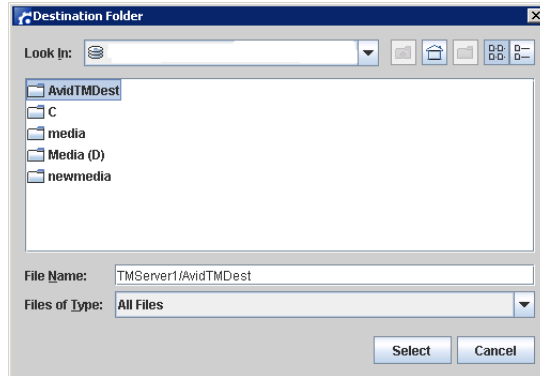 Destination Folder
Look In:
AvidTMDest
C
media
Media (D)
newmedia
File Name: TMServer1/AvidTMDest
Files of Type: All Files
Select Cancel